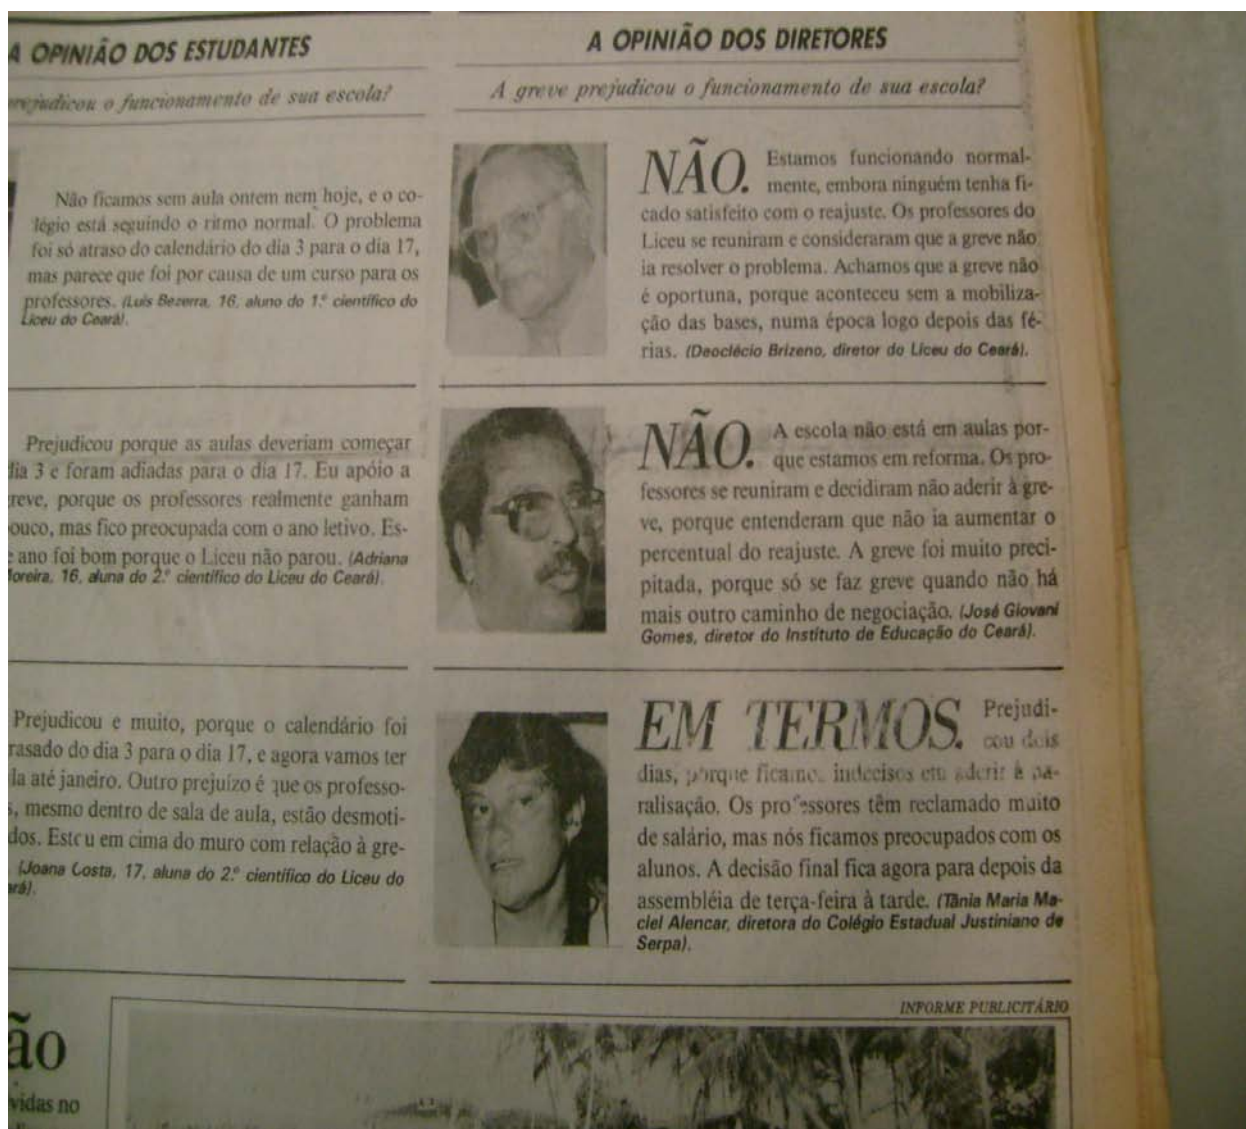 A OPINIÃO DOS ESTUDANTES
prejudicou o funcionamento de sua escola?
Não ficamos sem aula ontem nem hoje, e o co-
légio está seguindo o ritmo normal. O problema
foi só atraso do calendário do dia 3 para o dia 17,
mas parece que foi por causa de um curso para os
professores. (Luis Bezerra, 16, aluno do 1.º científico do
Liceu do Ceará).
Prejudicou porque as aulas deveriam começar
dia 3 e foram adiadas para o dia 17. Eu apóio a
reve, porque os professores realmente ganham
ouco, mas fico preocupada com o ano letivo. Es-
e ano foi bom porque o Liceu não parou. (Adriana
oreira, 16, aluna do 2.º científico do Liceu do Ceará).
Prejudicou e muito, porque o calendário foi
rasado do dia 3 para o dia 17, e agora vamos ter
la até janeiro. Outro prejuízo é que os professo-
s, mesmo dentro de sala de aula, estão desmoti-
dos. Estou em cima do muro com relação à gre-
(Joana Costa, 17, aluna do 2.º científico do Liceu do
ará).
A OPINIÃO DOS DIRETORES
A greve prejudicou o funcionamento de sua escola?
NÃO. Estamos funcionando normal-
mente, embora ninguém tenha fi-
cado satisfeito com o reajuste. Os professores do
Liceu se reuniram e consideraram que a greve não
ia resolver o problema. Achamos que a greve não
é oportuna, porque aconteceu sem a mobiliza-
ção das bases, numa época logo depois das fé-
rias. (Deoclécio Brizeno, diretor do Liceu do Ceará).
NÃO. A escola não está em aulas por-
que estamos em reforma. Os pro-
fessores se reuniram e decidiram não aderir à gre-
ve, porque entenderam que não ia aumentar o
percentual do reajuste. A greve foi muito preci-
pitada, porque só se faz greve quando não há
mais outro caminho de negociação. (José Giovani
Gomes, diretor do Instituto de Educação do Ceará).
EM TERMOS. Prejudi-
cou dois
dias, porque ficamos indecisos em aderir à pa-
ralisação. Os professores têm reclamado muito
de salário, mas nós ficamos preocupados com os
alunos. A decisão final fica agora para depois da
assembléia de terça-feira à tarde. (Tânia Maria Ma-
ciel Alencar, diretora do Colégio Estadual Justiniano de
Serpa).
INFORME PUBLICITÁRIO
ão
vidas no